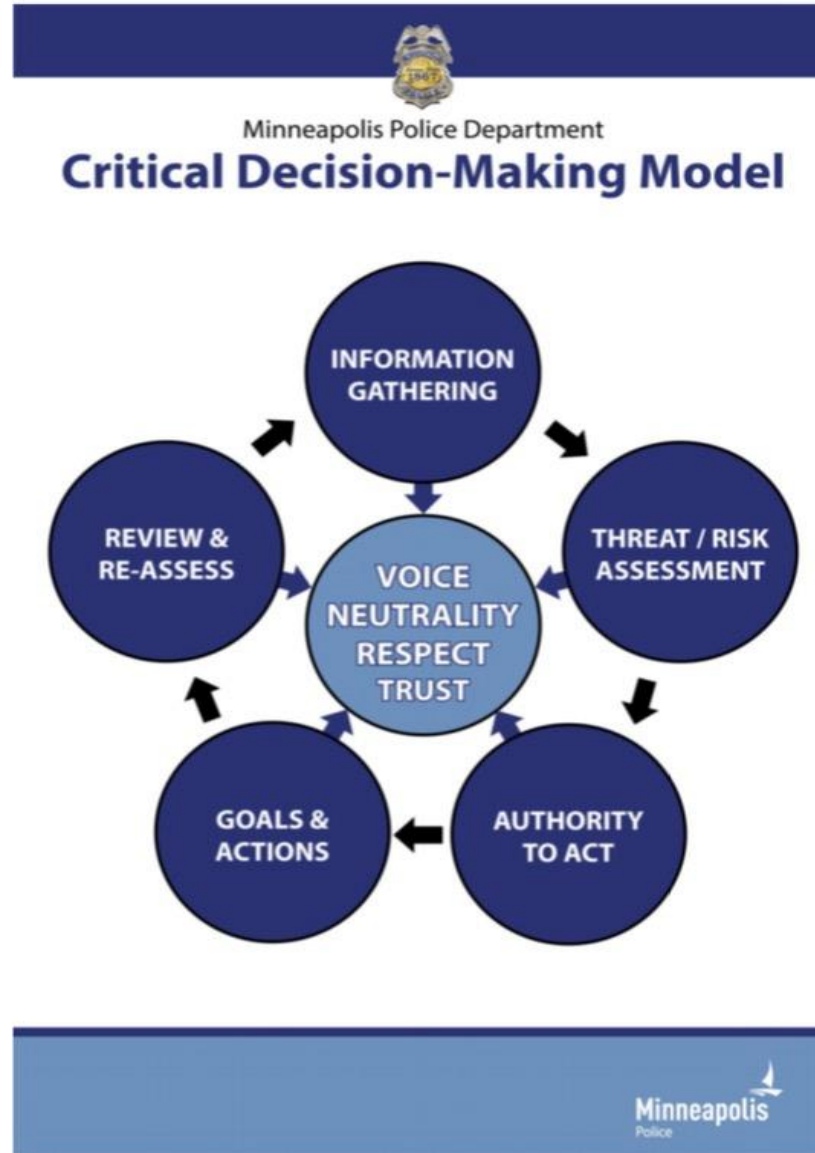 Minneapolis Police Department
Critical Decision-Making Model
INFORMATION
GATHERING
THREAT / RISK
ASSESSMENT
AUTHORITY
TO ACT
GOALS &
ACTIONS
REVIEW &
RE-ASSESS
VOICE
NEUTRALITY
RESPECT
TRUST
Minneapolis
Police